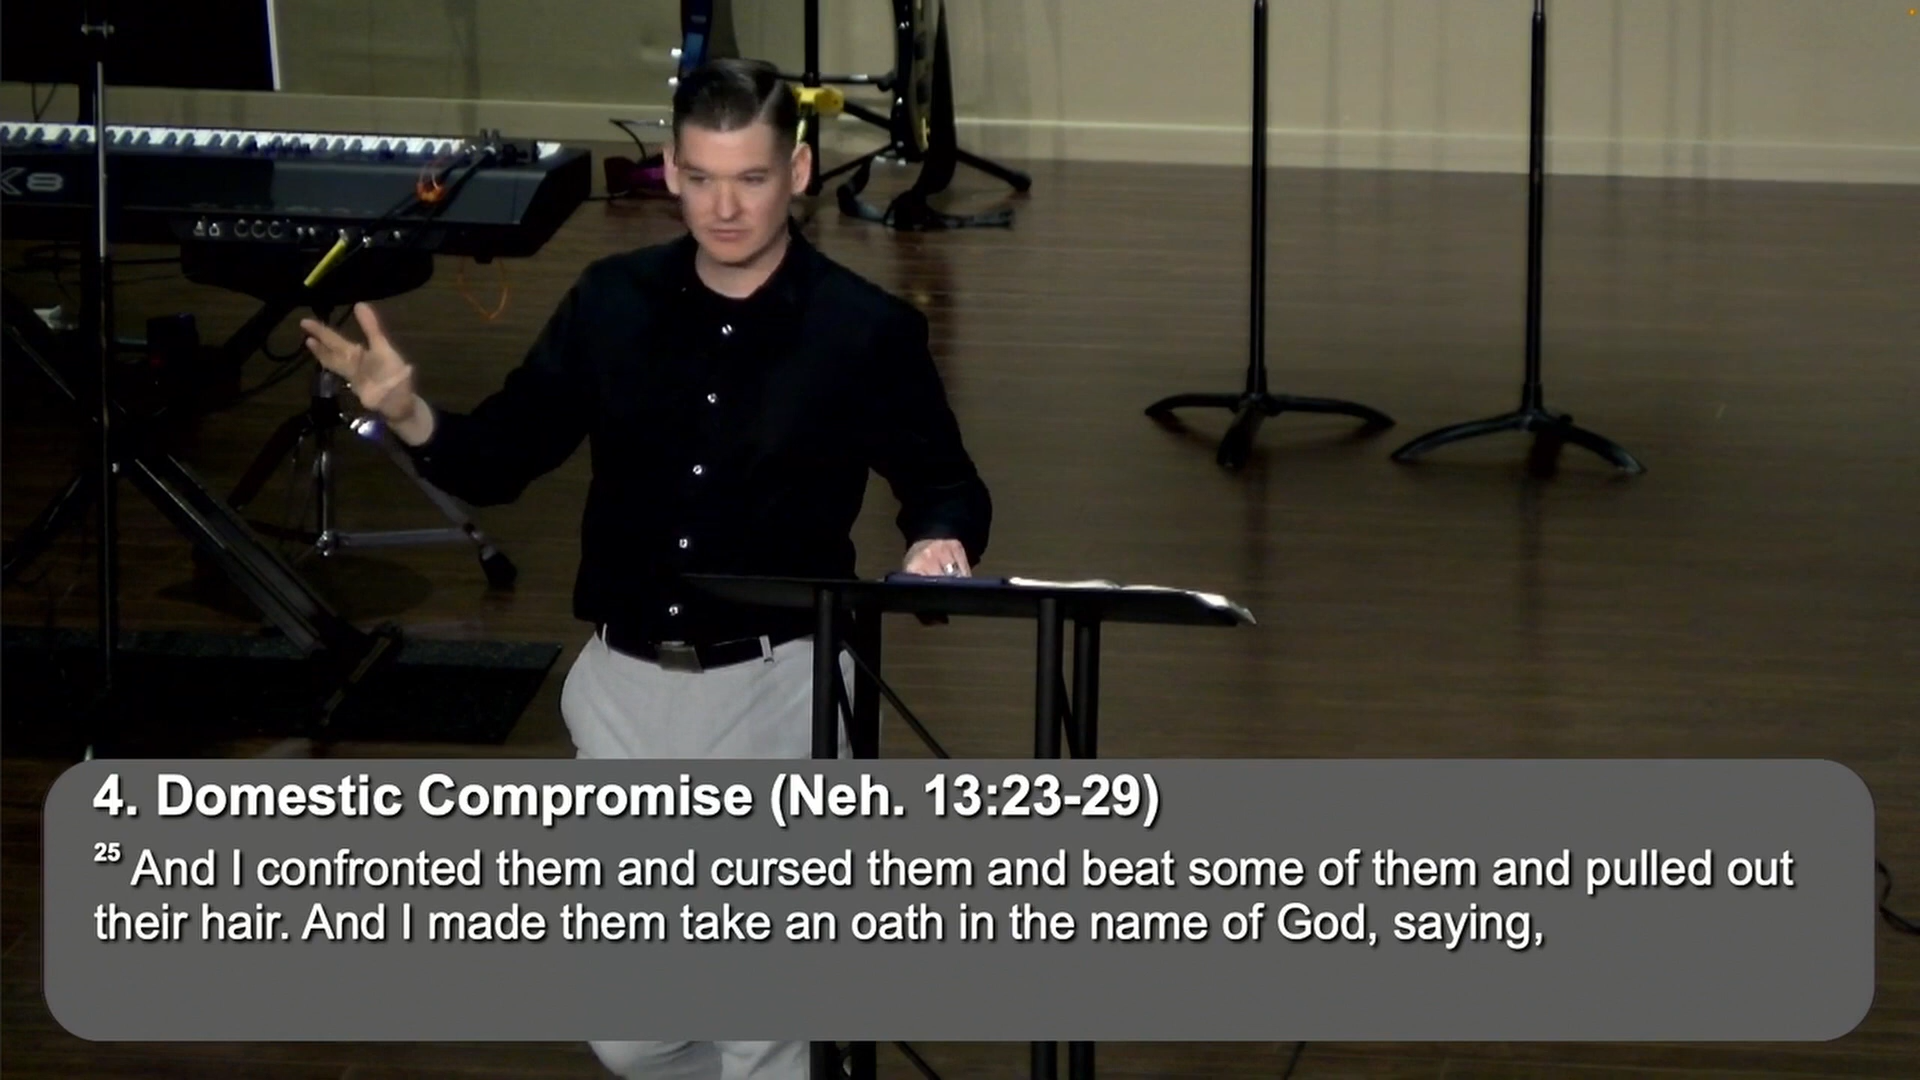 X8
4. Domestic Compromise (Neh. 13:23-29)
25 And I confronted them and cursed them and beat some of them and pulled out
their hair. And I made them take an oath in the name of God, saying,